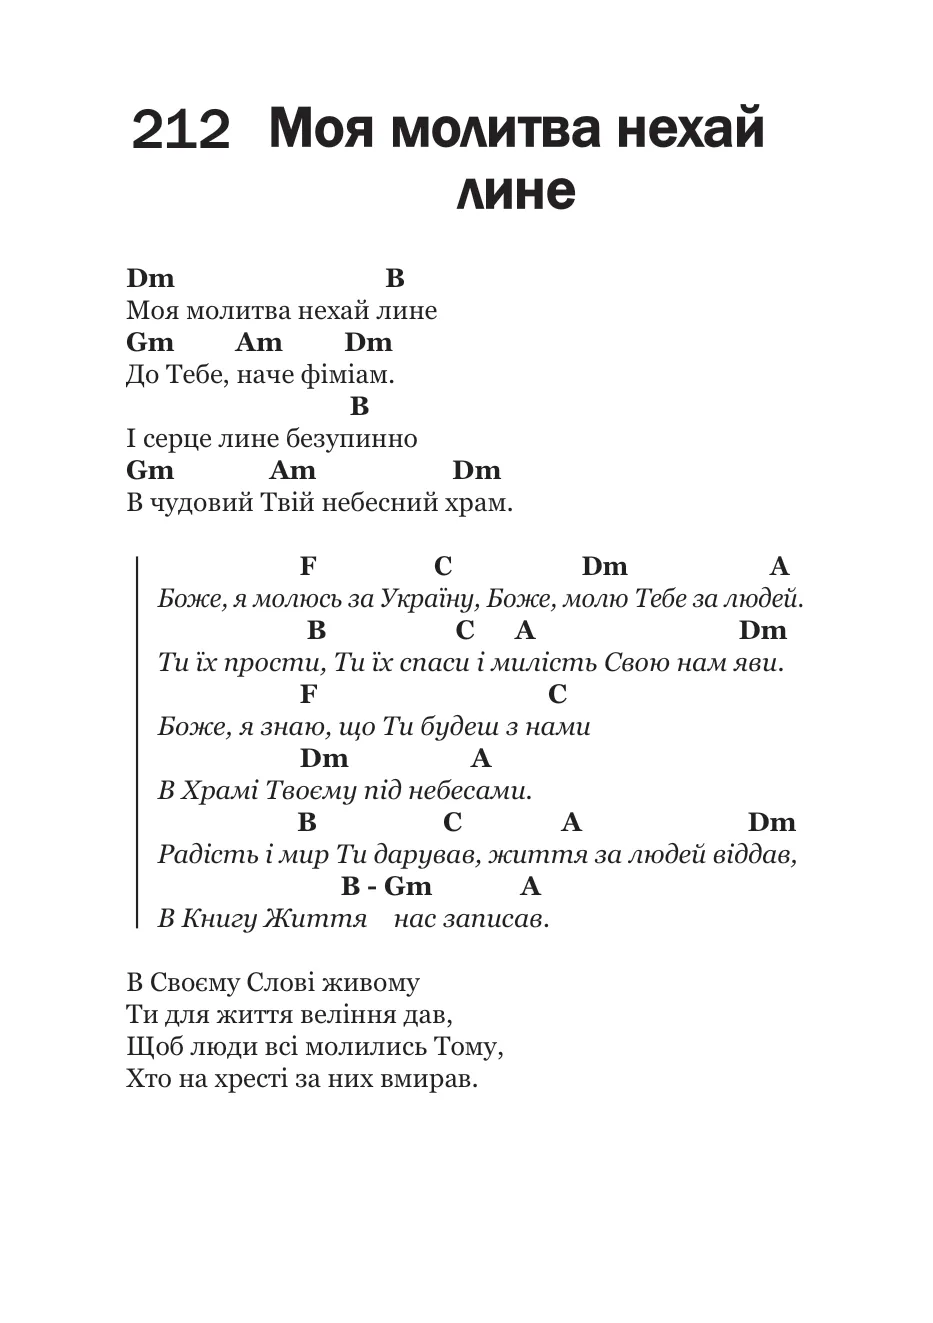 212 Моя молитва нехай
лине
Dm B
Моя молитва нехай лине
Gm Am Dm
До Тебе, наче фіміам.
B
І серце лине безупинно
Gm Am Dm
В чудовий Твій небесний храм.
F C Dm A
Боже, я молюсь за Україну, Боже, молю Тебе за людей.
B C A Dm
Ти їх прости, Ти їх спаси і милість Свою нам яви.
F C
Боже, я знаю, що Ти будеш з нами
Dm A
В Храмі Твоєму під небесами.
B C A Dm
Радість і мир Ти дарував, життя за людей віддав,
B - Gm A
В Книгу Життя нас записав.
В Своєму Слові живому
Ти для життя веління дав,
Щоб люди всі молились Тому,
Хто на хресті за них вмирав.